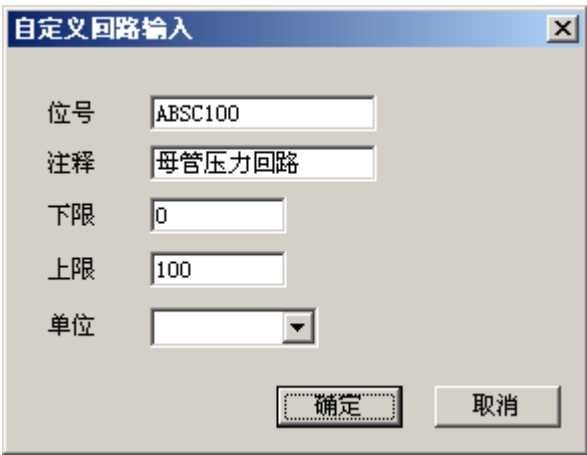 自定义回路输入
位号 ABSC100
注释 母管压力回路
下限 0
上限 100
单位
确定 取消